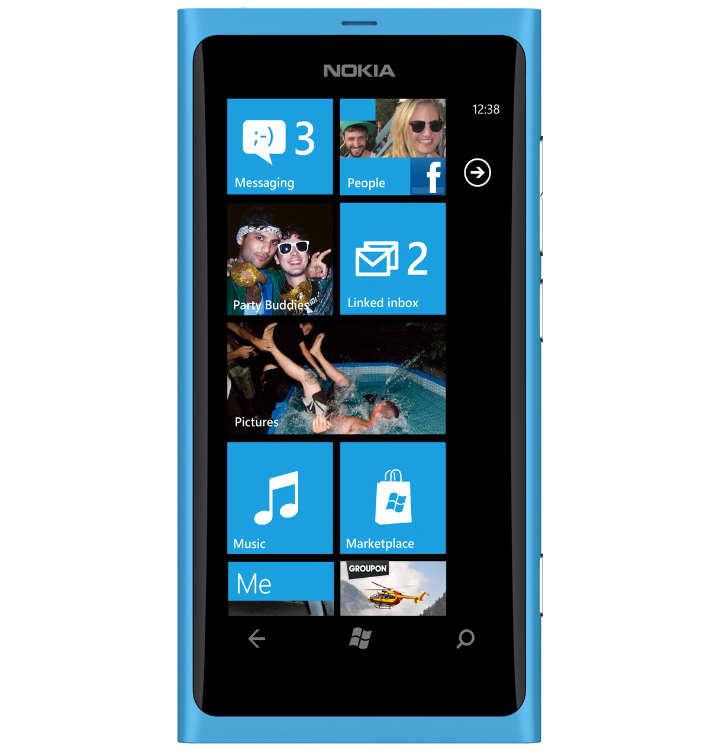 NOKIA
12:38
;-) 3
Messaging
People
f
Party Buddies
2
Linked inbox
Pictures
Music
Marketplace
Me
GROUPON